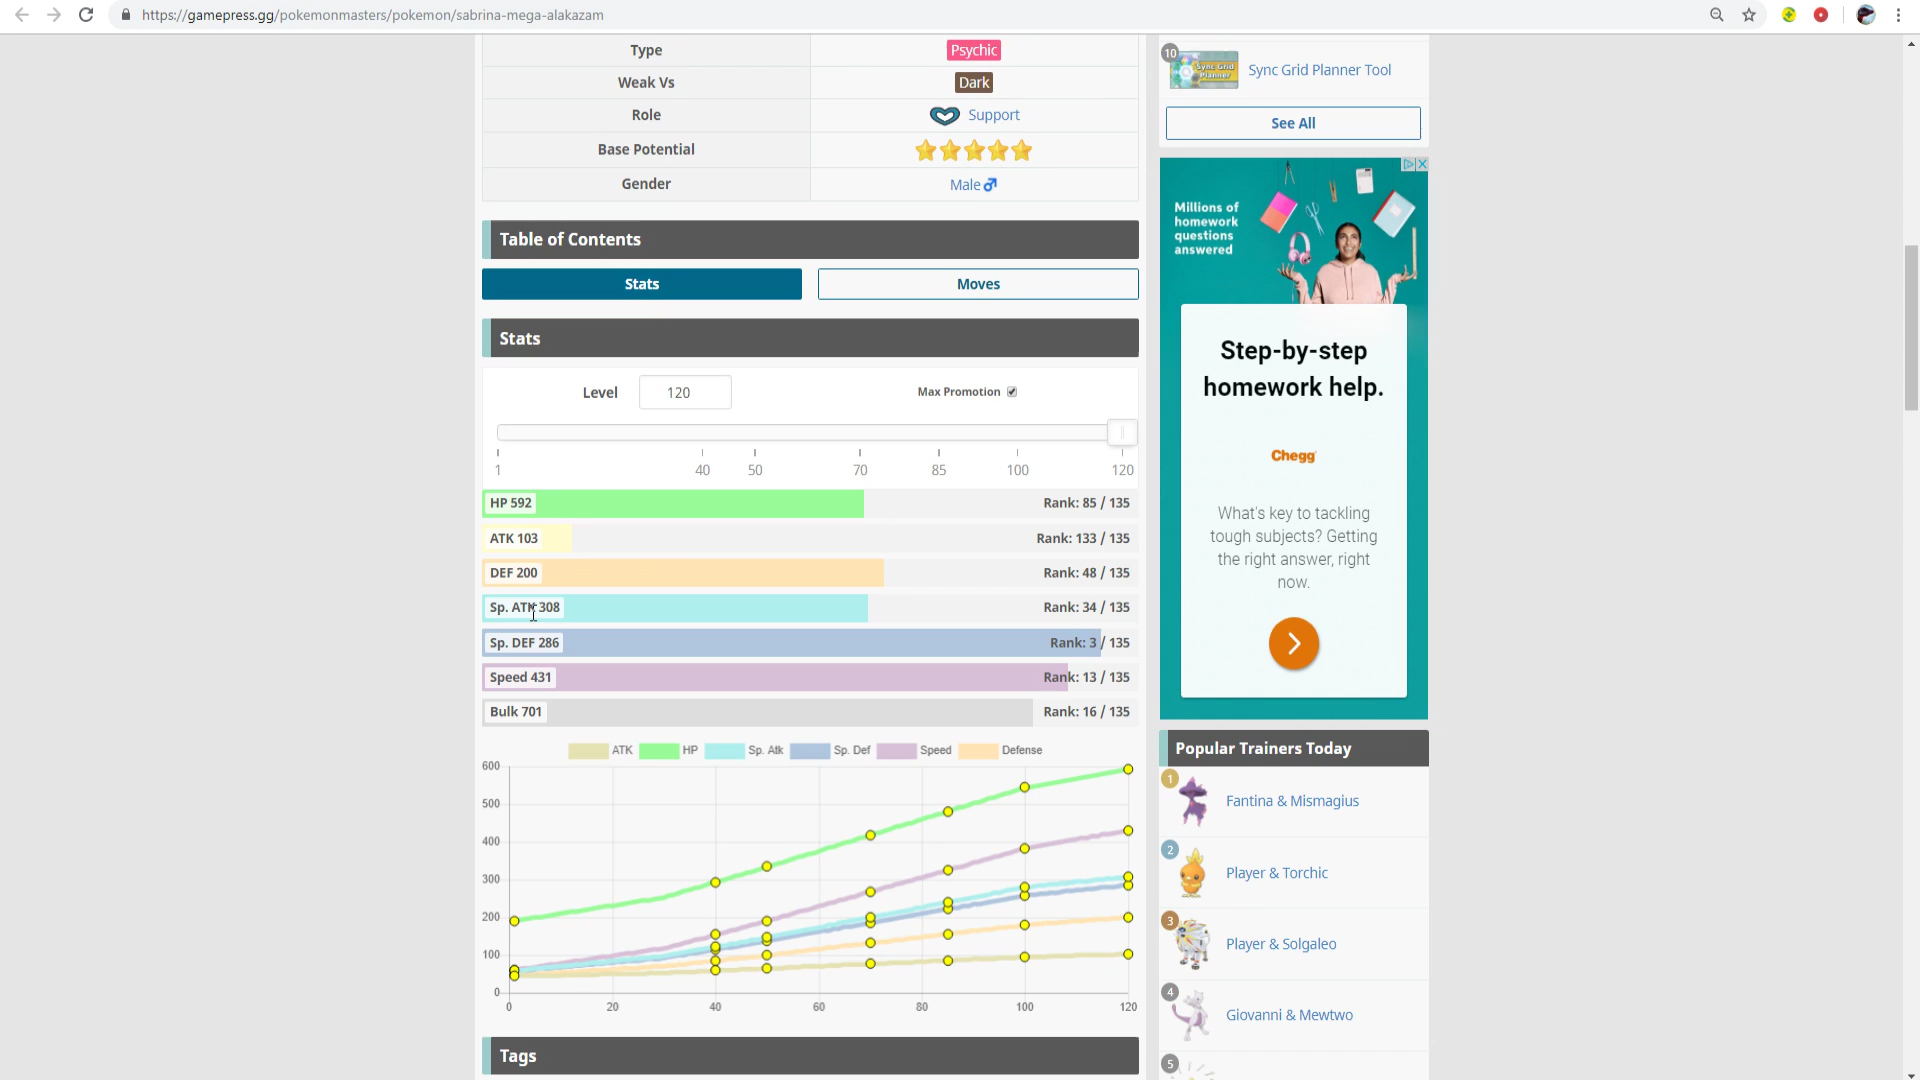 https://gamepress.gg/pokemonmasters/pokemon/sabrina-mega-alakazam
Type
Psychic
Weak Vs
Dark
Role
Support
Base Potential
Gender
Male
Table of Contents
Stats
Moves
Stats
Level
120
Max Promotion
1
40
50
70
85
100
120
HP 592
Rank: 85 / 135
ATK 103
Rank: 133 / 135
DEF 200
Rank: 48 / 135
Sp. ATK 308
Rank: 34 / 135
Sp. DEF 286
Rank: 3 / 135
Speed 431
Rank: 13 / 135
Bulk 701
Rank: 16 / 135
ATK
HP
Sp. Atk
Sp. Def
Speed
Defense
600
500
400
300
200
100
0
0
20
40
60
80
100
120
Tags
10
Sync Grid Planner
Sync Grid Planner Tool
See All
Millions of
homework
questions
answered
Step-by-step
homework help.
Chegg
What's key to tackling
tough subjects? Getting
the right answer, right
now.
Popular Trainers Today
1
Fantina & Mismagius
2
Player & Torchic
3
Player & Solgaleo
4
Giovanni & Mewtwo
5